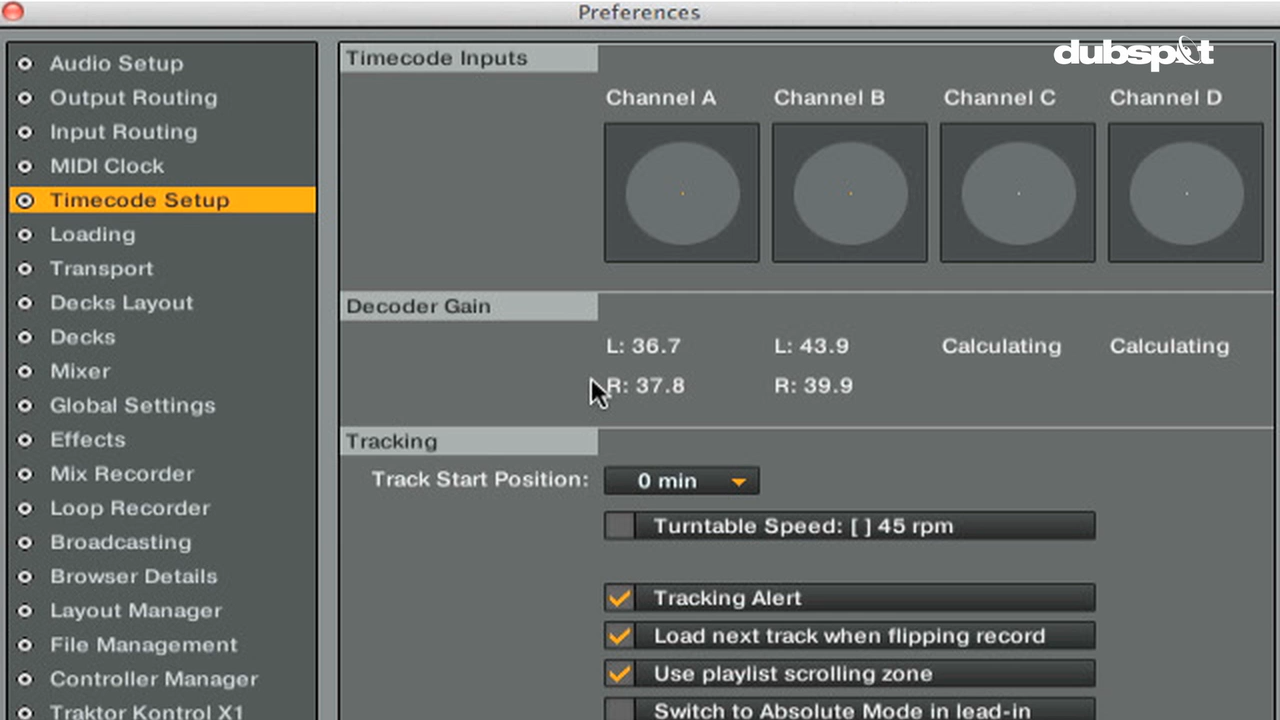 Preferences
dubspot
Audio Setup
Output Routing
Input Routing
MIDI Clock
Timecode Setup
Loading
Transport
Decks Layout
Decks
Mixer
Global Settings
Effects
Mix Recorder
Loop Recorder
Broadcasting
Browser Details
Layout Manager
File Management
Controller Manager
Traktor Kontrol X1
Timecode Inputs
Channel A Channel B Channel C Channel D
Decoder Gain
L: 36.7 L: 43.9 Calculating Calculating
R: 37.8 R: 39.9
Tracking
Track Start Position: 0 min
Turntable Speed: [ ] 45 rpm
Tracking Alert
Load next track when flipping record
Use playlist scrolling zone
Switch to Absolute Mode in lead-in